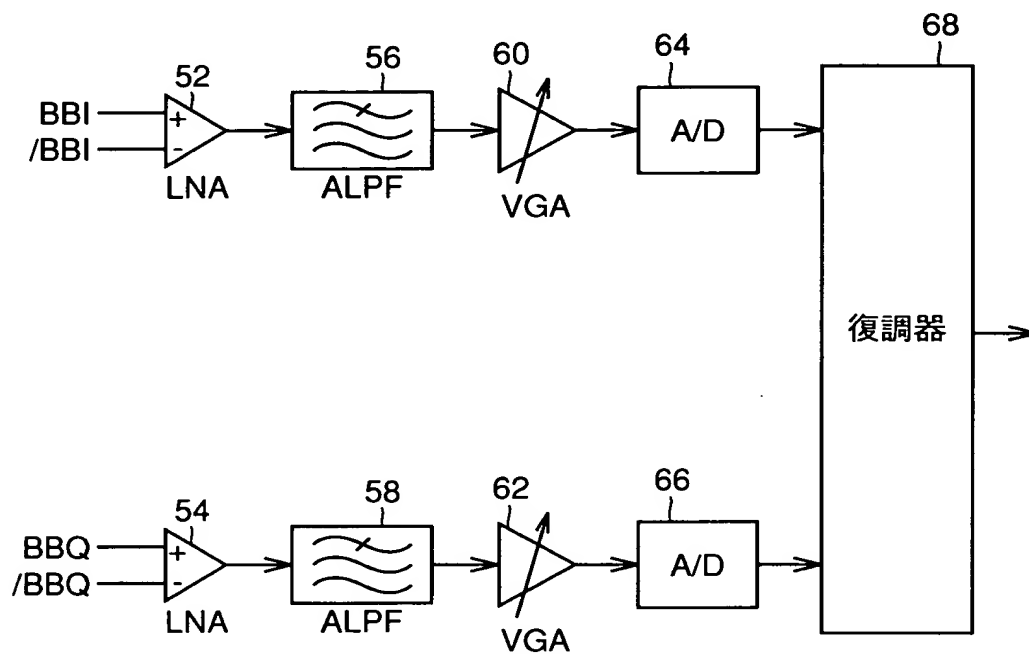 68
52
56
60
64
BBI
/BBI
+
-
A/D
LNA
ALPF
VGA
復調器
54
58
62
66
BBQ
/BBQ
+
-
A/D
LNA
ALPF
VGA